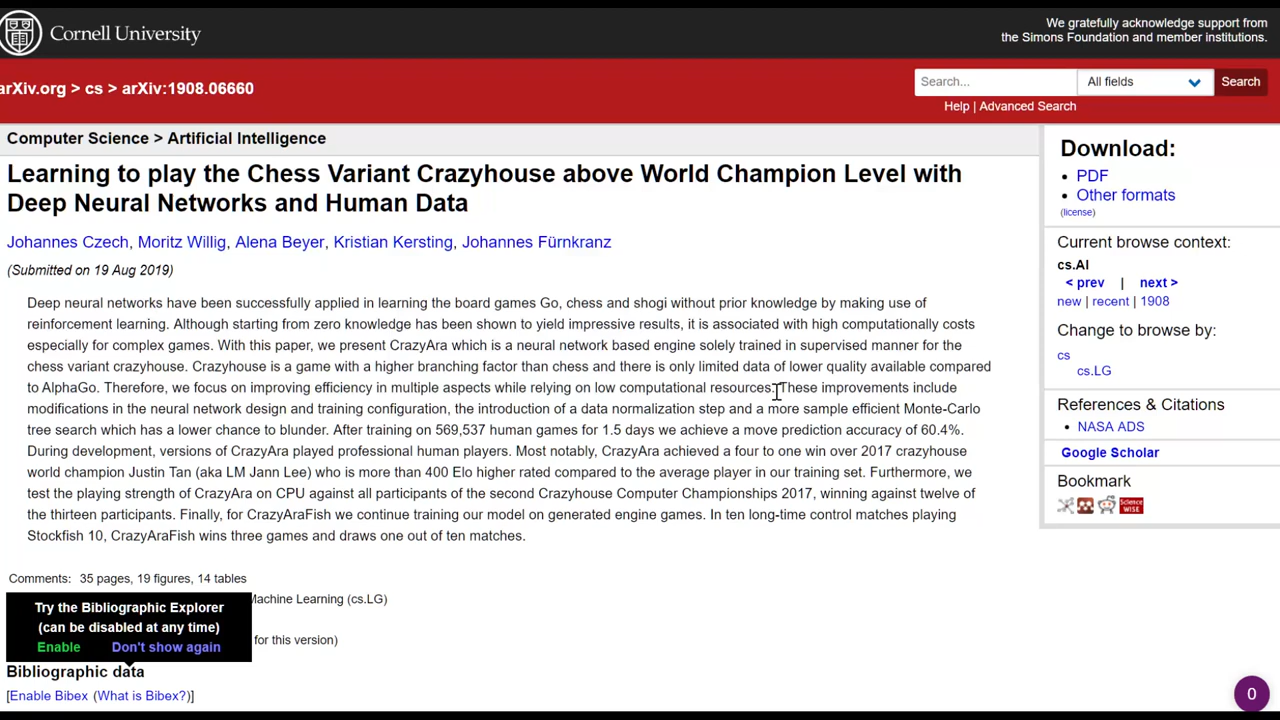 Cornell University
We gratefully acknowledge support from
the Simons Foundation and member institutions.
arXiv.org > cs > arXiv:1908.06660
Search...
All fields
Search
Help | Advanced Search
Computer Science > Artificial Intelligence
Learning to play the Chess Variant Crazyhouse above World Champion Level with
Deep Neural Networks and Human Data
Johannes Czech, Moritz Willig, Alena Beyer, Kristian Kersting, Johannes Fürnkranz
(Submitted on 19 Aug 2019)
Deep neural networks have been successfully applied in learning the board games Go, chess and shogi without prior knowledge by making use of
reinforcement learning. Although starting from zero knowledge has been shown to yield impressive results, it is associated with high computationally costs
especially for complex games. With this paper, we present CrazyAra which is a neural network based engine solely trained in supervised manner for the
chess variant crazyhouse. Crazyhouse is a game with a higher branching factor than chess and there is only limited data of lower quality available compared
to AlphaGo. Therefore, we focus on improving efficiency in multiple aspects while relying on low computational resources. These improvements include
modifications in the neural network design and training configuration, the introduction of a data normalization step and a more sample efficient Monte-Carlo
tree search which has a lower chance to blunder. After training on 569,537 human games for 1.5 days we achieve a move prediction accuracy of 60.4%.
During development, versions of CrazyAra played professional human players. Most notably, CrazyAra achieved a four to one win over 2017 crazyhouse
world champion Justin Tan (aka LM Jann Lee) who is more than 400 Elo higher rated compared to the average player in our training set. Furthermore, we
test the playing strength of CrazyAra on CPU against all participants of the second Crazyhouse Computer Championships 2017, winning against twelve of
the thirteen participants. Finally, for CrazyAraFish we continue training our model on generated engine games. In ten long-time control matches playing
Stockfish 10, CrazyAraFish wins three games and draws one out of ten matches.
Comments: 35 pages, 19 figures, 14 tables
Machine Learning (cs.LG)
for this version)
Try the Bibliographic Explorer
(can be disabled at any time)
Enable Don't show again
Bibliographic data
[Enable Bibex (What is Bibex?)]
Download:
• PDF
• Other formats
(license)
Current browse context:
cs.AI
< prev | next >
new | recent | 1908
Change to browse by:
cs
cs.LG
References & Citations
• NASA ADS
Google Scholar
Bookmark
SCIENCE
WISE
0